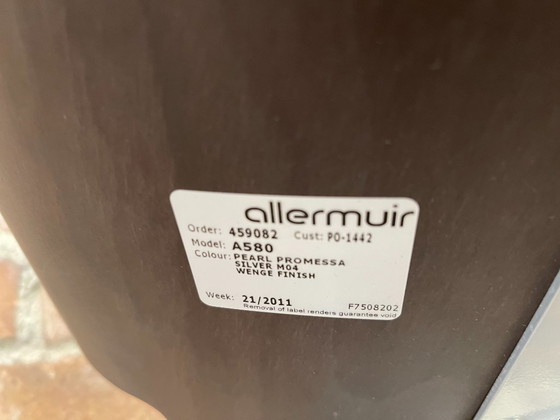 allermuir
Order: 459082 Cust: PO-1442
Model: A580
Colour: PEARL PROMESSA
SILVER M04
WENGE FINISH
Week: 21/2011 F7508202
Removal of label renders guarantee void